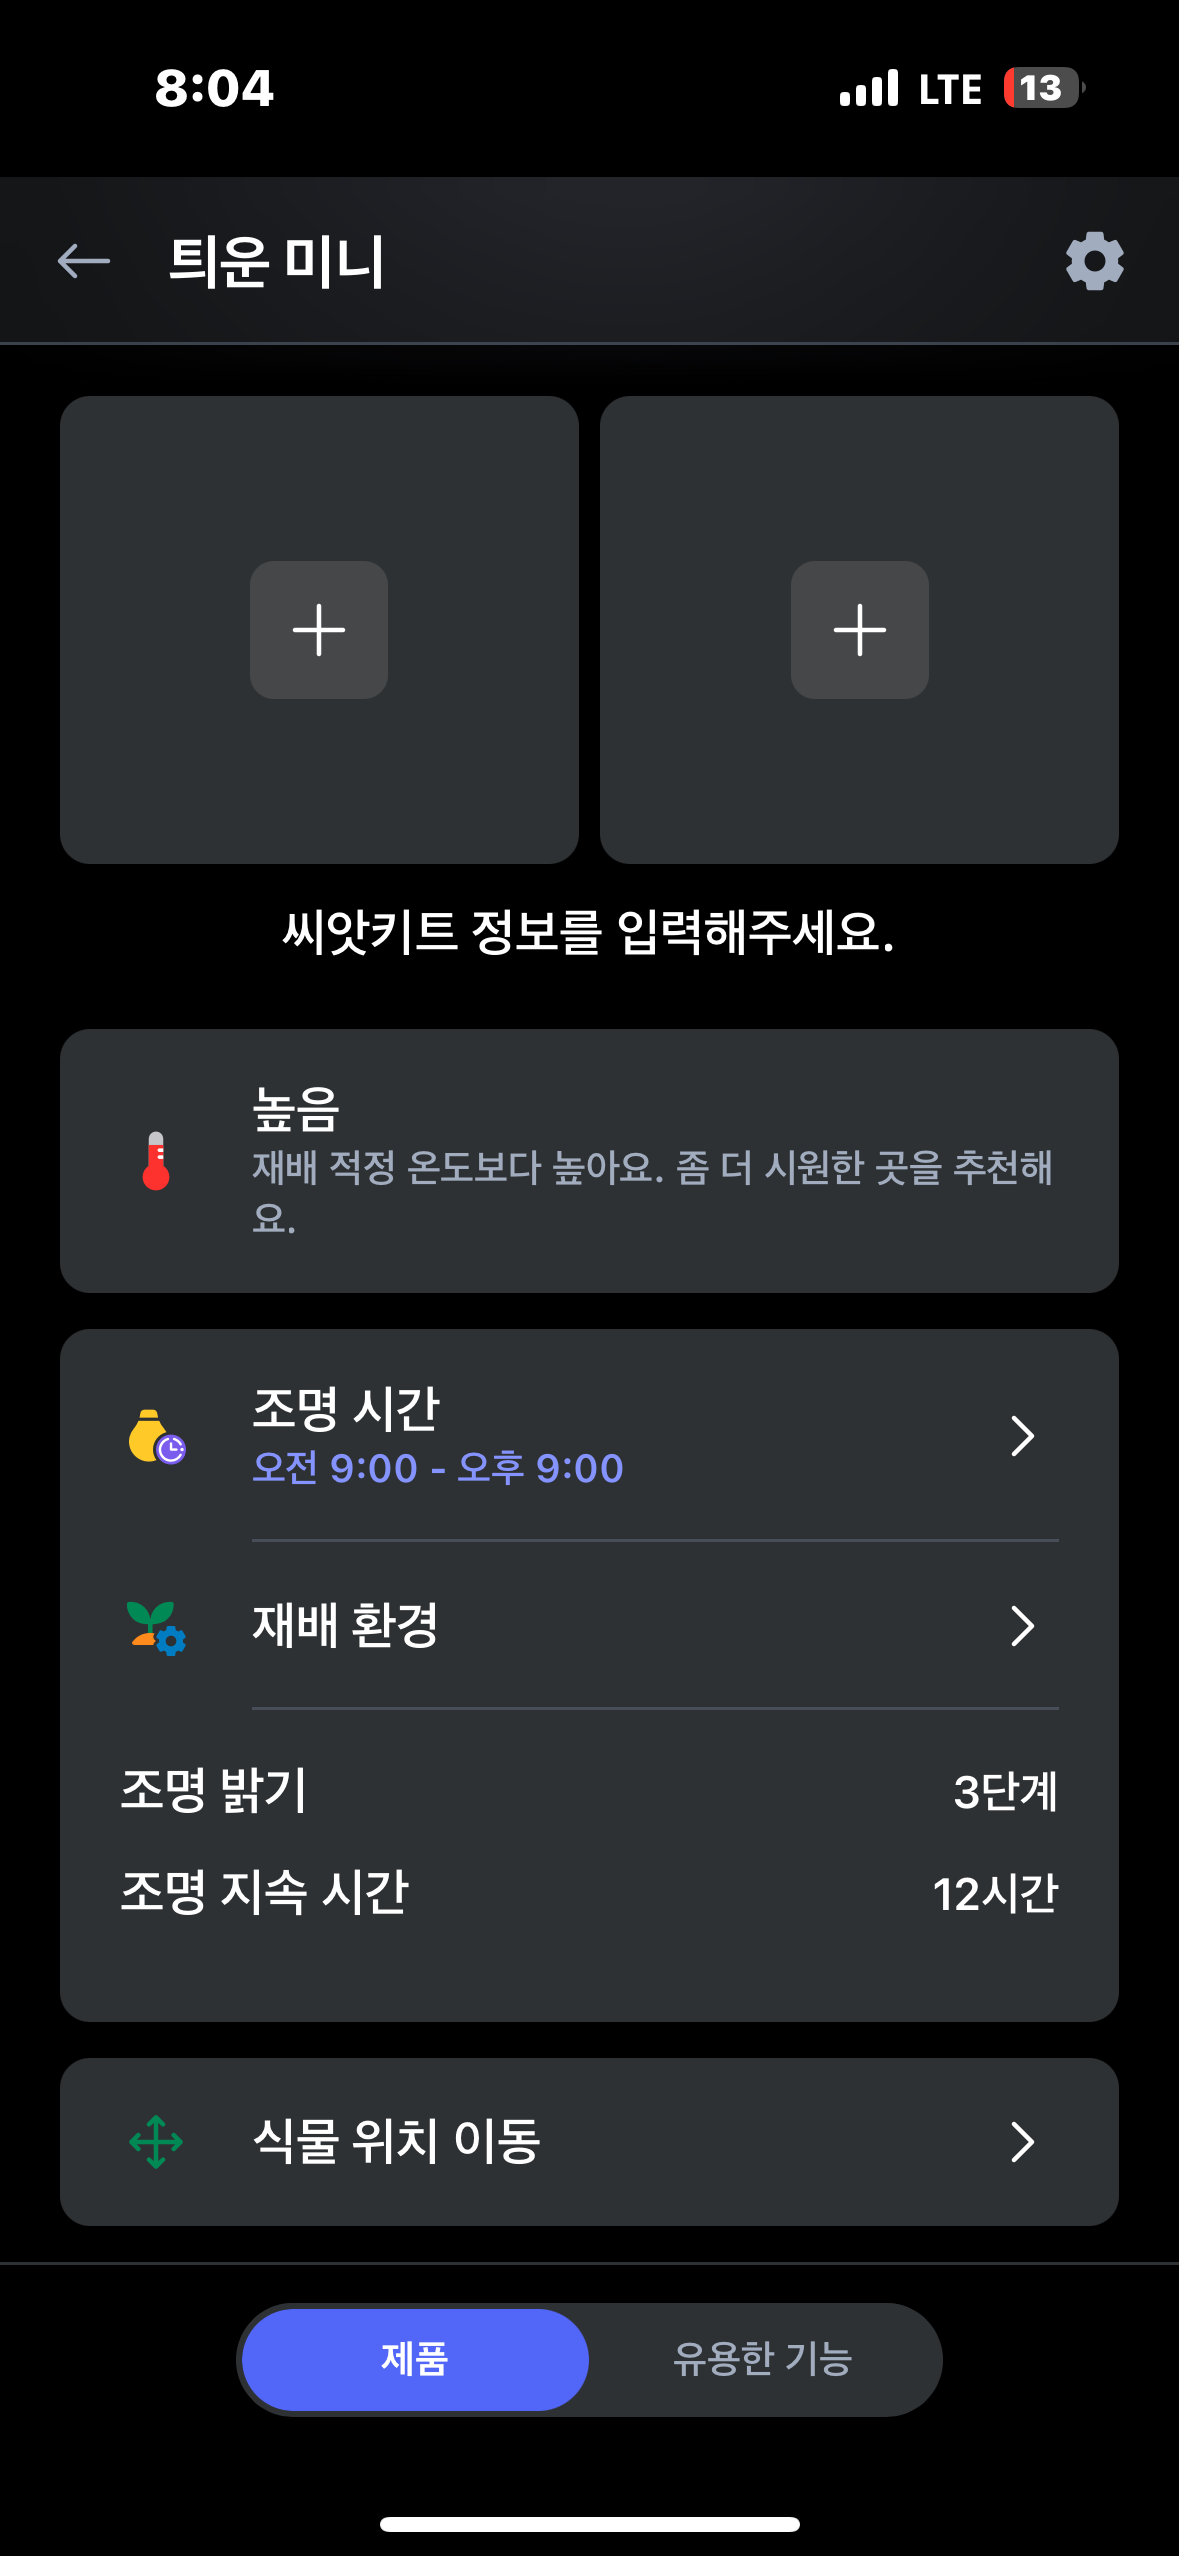 8:04
LTE
13
틔운 미니
씨앗키트 정보를 입력해주세요.
높음
재배 적정 온도보다 높아요. 좀 더 시원한 곳을 추천해
요.
조명 시간
오전 9:00 - 오후 9:00
재배 환경
조명 밝기
3단계
조명 지속 시간
12시간
식물 위치 이동
제품
유용한 기능